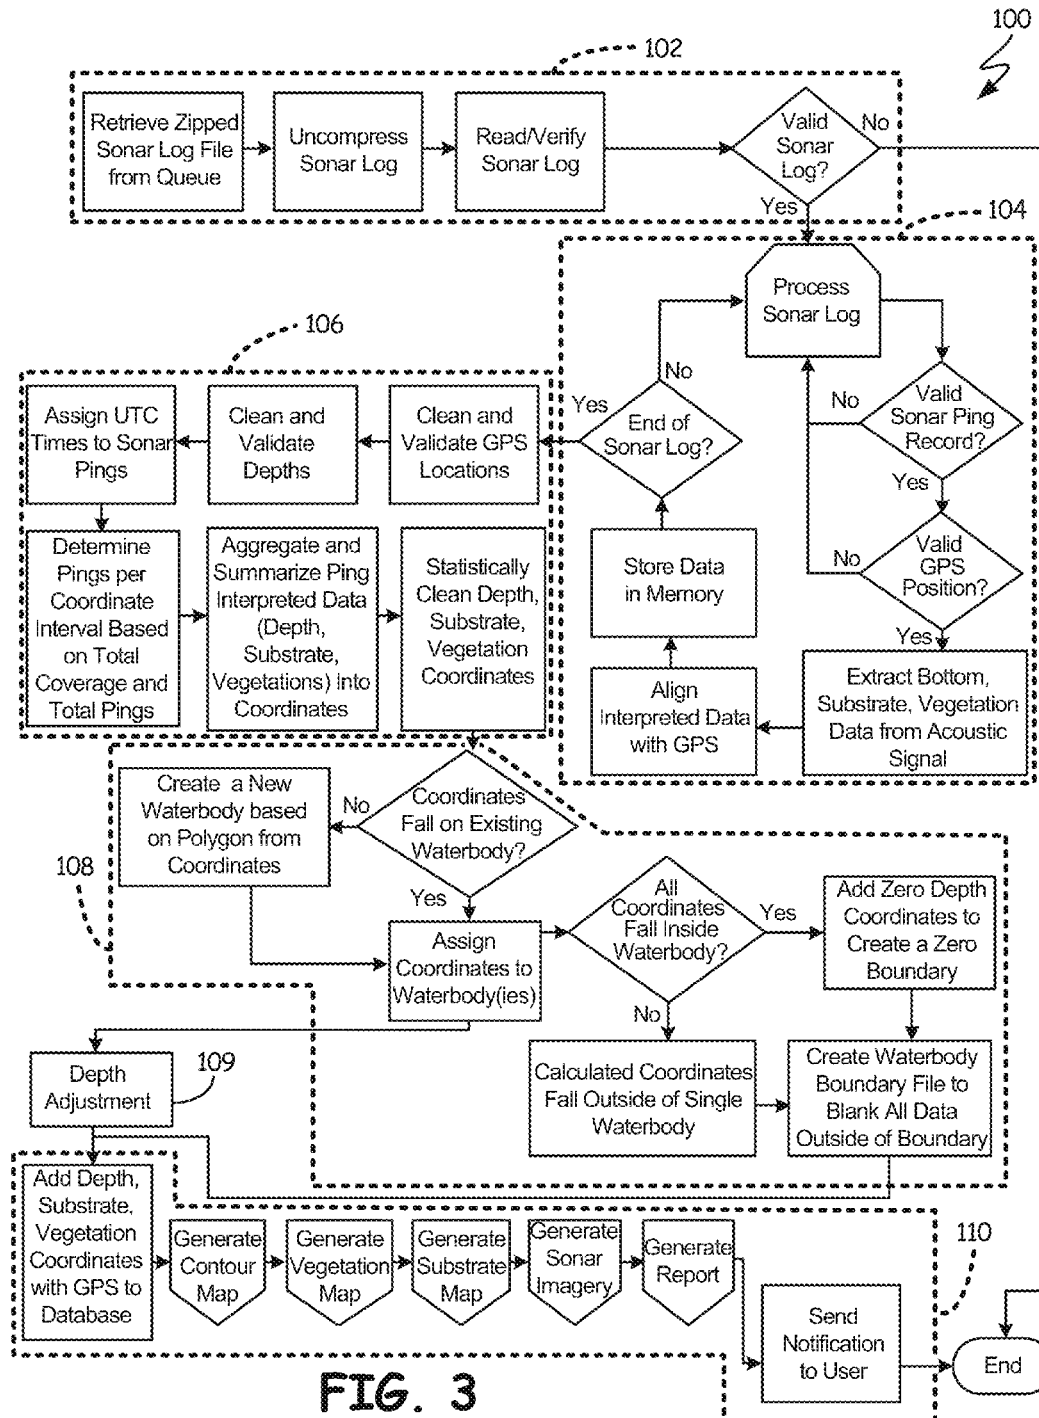 100
102
Retrieve Zipped
Sonar Log File
from Queue
Uncompress
Sonar Log
Read/Verify
Sonar Log
Valid
Sonar
Log?
No
Yes
104
Process
Sonar Log
106
No
Yes
End of
Sonar Log?
No
Valid
Sonar Ping
Record?
Yes
Assign UTC
Times to Sonar
Pings
Clean and
Validate
Depths
Clean and
Validate GPS
Locations
No
Valid
GPS
Position?
Yes
Store Data
in Memory
Determine
Pings per
Coordinate
Interval Based
on Total
Coverage and
Total Pings
Aggregate and
Summarize Ping
Interpreted Data
(Depth,
Substrate,
Vegetations) Into
Coordinates
Statistically
Clean Depth,
Substrate,
Vegetation
Coordinates
Align
Interpreted Data
with GPS
Extract Bottom,
Substrate, Vegetation
Data from Acoustic
Signal
Create a New
Waterbody based
on Polygon from
Coordinates
No
Coordinates
Fall on Existing
Waterbody?
Yes
108
Assign
Coordinates to
Waterbody(ies)
All
Coordinates
Fall Inside
Waterbody?
Yes
No
Add Zero Depth
Coordinates to
Create a Zero
Boundary
Depth
Adjustment
109
Calculated Coordinates
Fall Outside of Single
Waterbody
Create Waterbody
Boundary File to
Blank All Data
Outside of Boundary
Add Depth,
Substrate,
Vegetation
Coordinates
with GPS to
Database
Generate
Contour
Map
Generate
Vegetation
Map
Generate
Substrate
Map
Generate
Sonar
Imagery
Generate
Report
110
Send
Notification
to User
End
FIG. 3